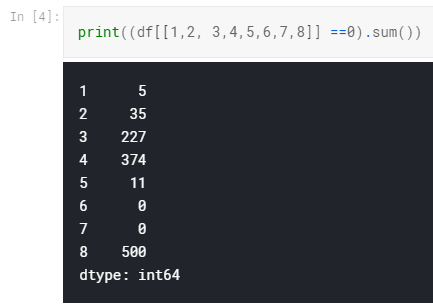 In [4]:
print((df[[1,2, 3,4,5,6,7,8]] ==0).sum())
1 5
2 35
3 227
4 374
5 11
6 0
7 0
8 500
dtype: int64